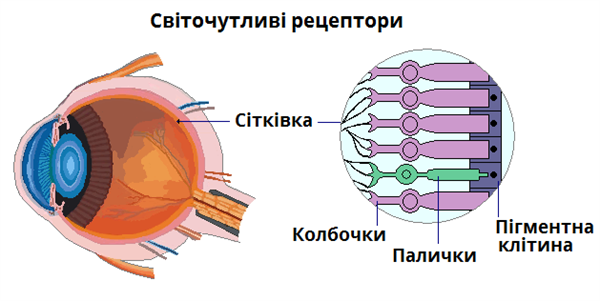 Світочутливі рецептори
Сітківка
Колбочки
Палички
Пігментна
клітина